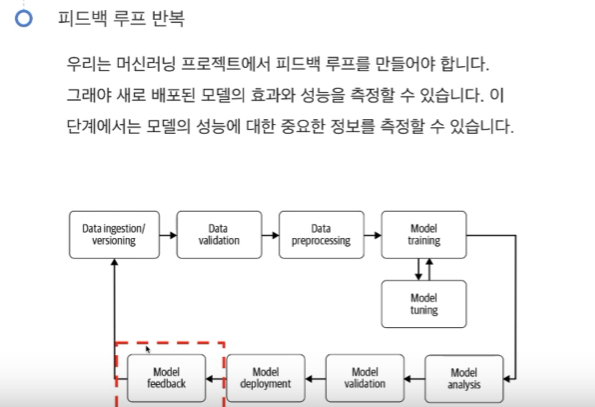 피드백 루프 반복
우리는 머신러닝 프로젝트에서 피드백 루프를 만들어야 합니다.
그래야 새로 배포된 모델의 효과와 성능을 측정할 수 있습니다. 이
단계에서는 모델의 성능에 대한 중요한 정보를 측정할 수 있습니다.
Data ingestion/
versioning
Data
validation
Data
preprocessing
Model
training
Model
tuning
Model
feedback
Model
deployment
Model
validation
Model
analysis